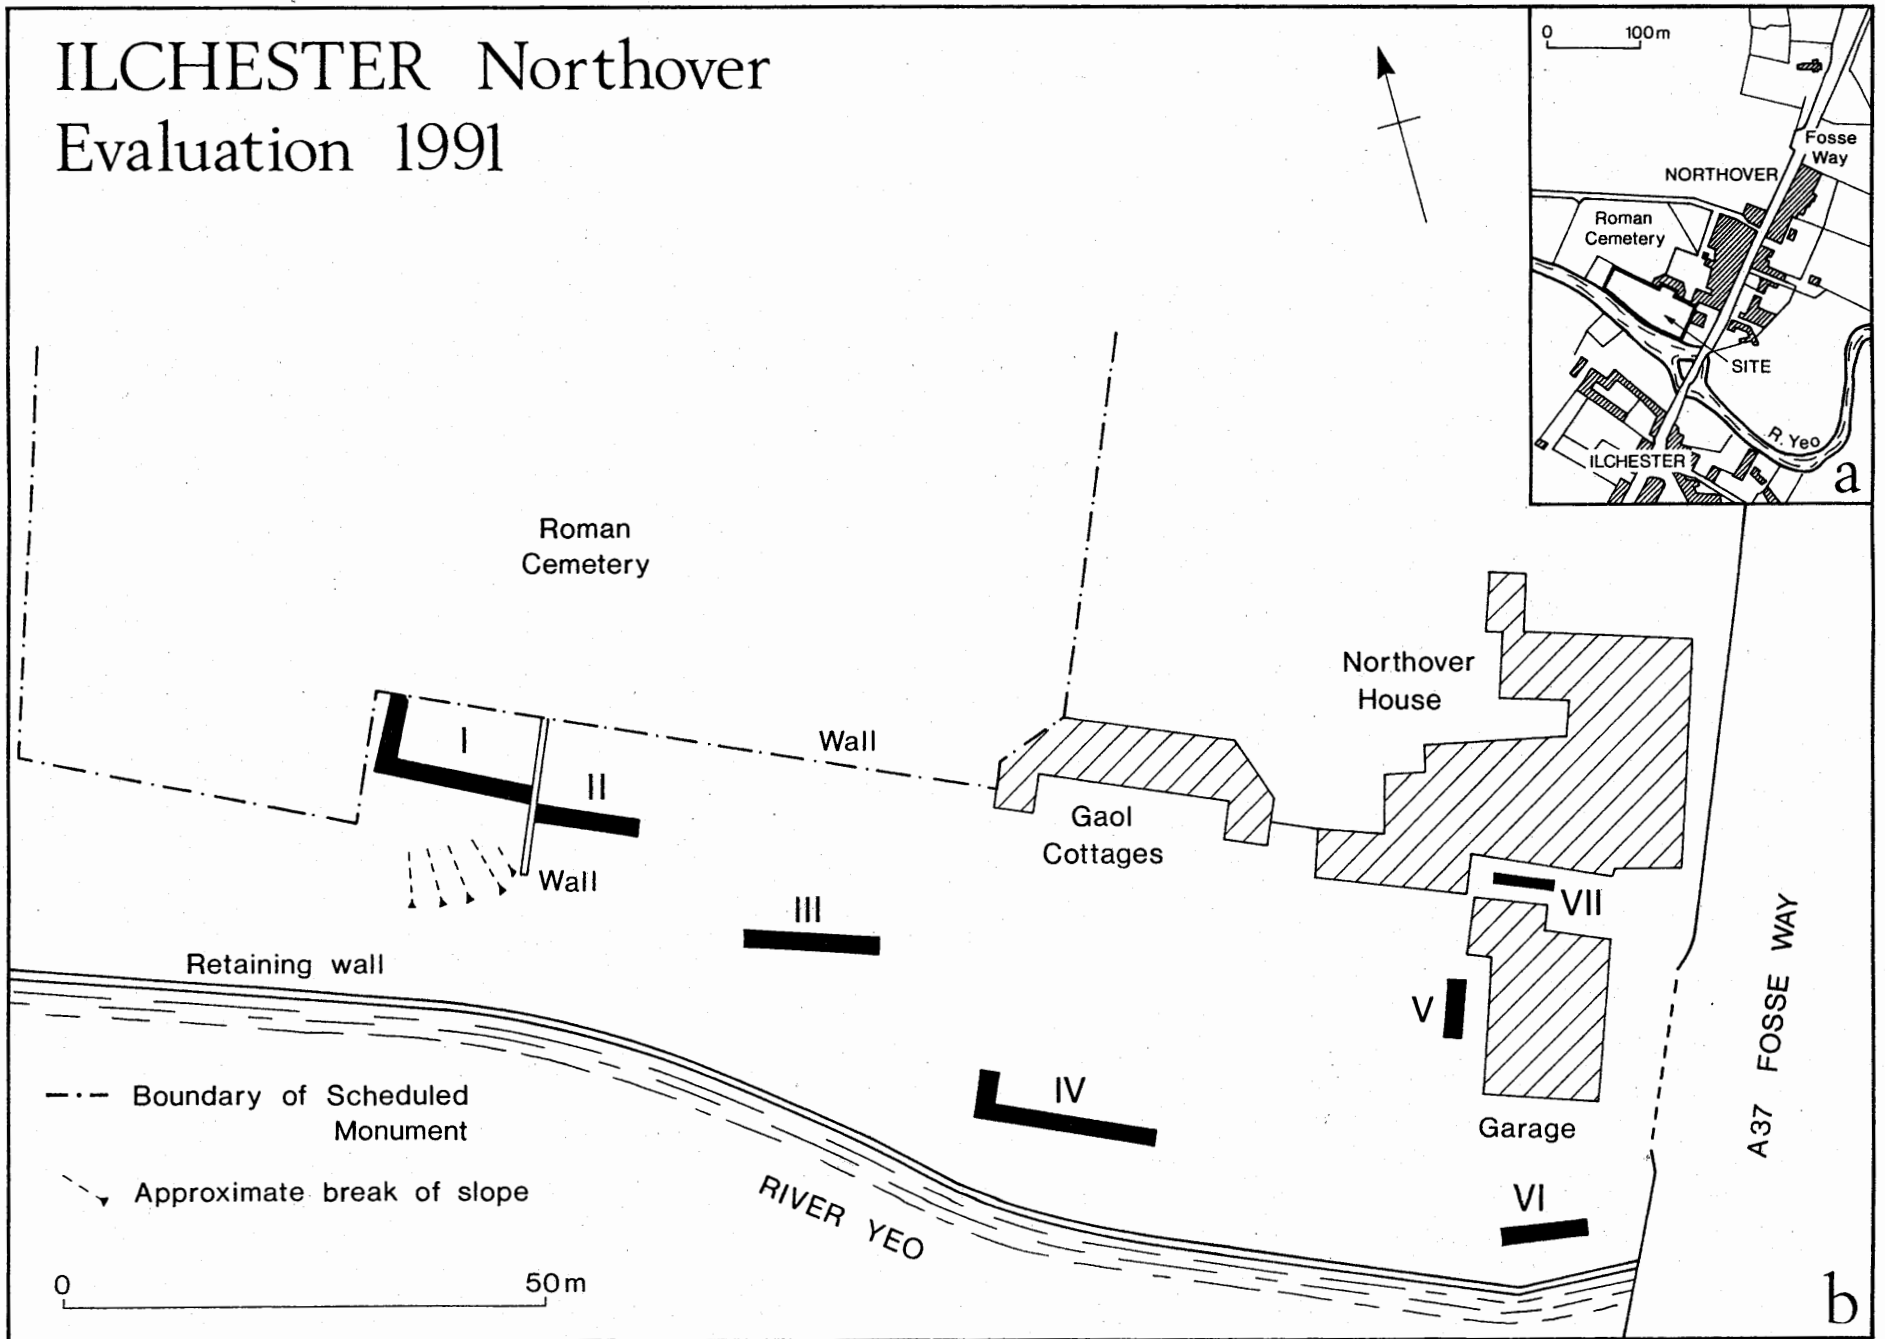 ILCHESTER Northover
Evaluation 1991
0 100m
Fosse
Way
NORTHOVER
Roman
Cemetery
SITE
R. Yeo
ILCHESTER
a
Roman
Cemetery
Northover
House
I
Wall
II
Gaol
Cottages
Wall
VII
III
Retaining wall
V
A37 FOSSE WAY
IV
Boundary of Scheduled
Monument
Garage
Approximate break of slope
RIVER YEO
VI
0 50m
b